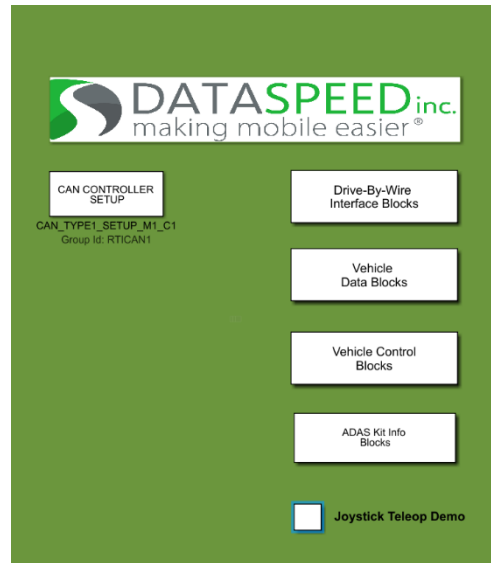 DATASPEED inc.
making mobile easier®
CAN CONTROLLER
SETUP
CAN_TYPE1_SETUP_M1_C1
Group Id: RTICAN1
Drive-By-Wire
Interface Blocks
Vehicle
Data Blocks
Vehicle Control
Blocks
ADAS Kit Info
Blocks
Joystick Teleop Demo